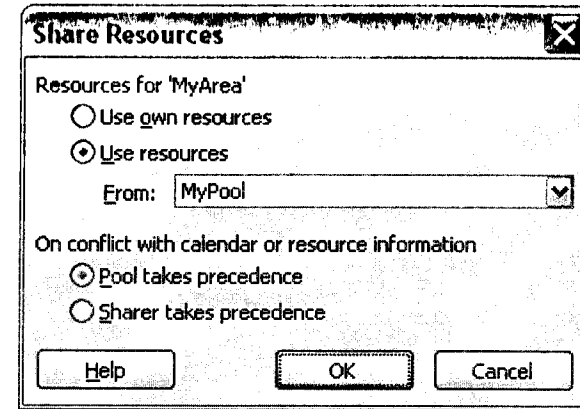 Share Resources
Resources for 'MyArea'
Use own resources
Use resources
From: MyPool
On conflict with calendar or resource information
Pool takes precedence
Sharer takes precedence
Help OK Cancel